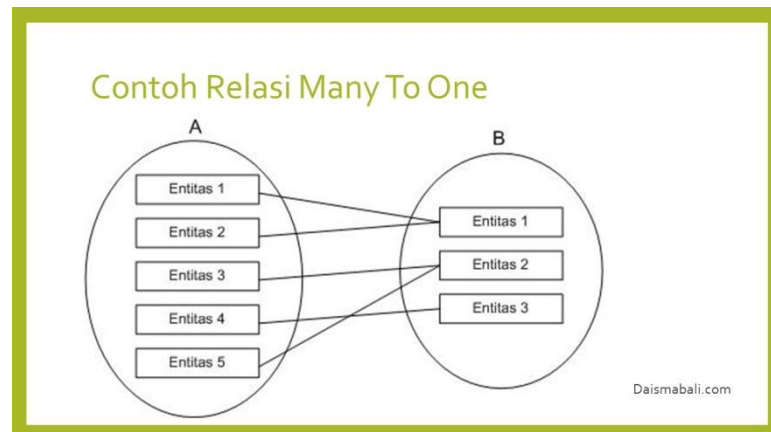 Contoh Relasi Many To One
A
Entitas 1
Entitas 2
Entitas 3
Entitas 4
Entitas 5
B
Entitas 1
Entitas 2
Entitas 3
Daismabali.com